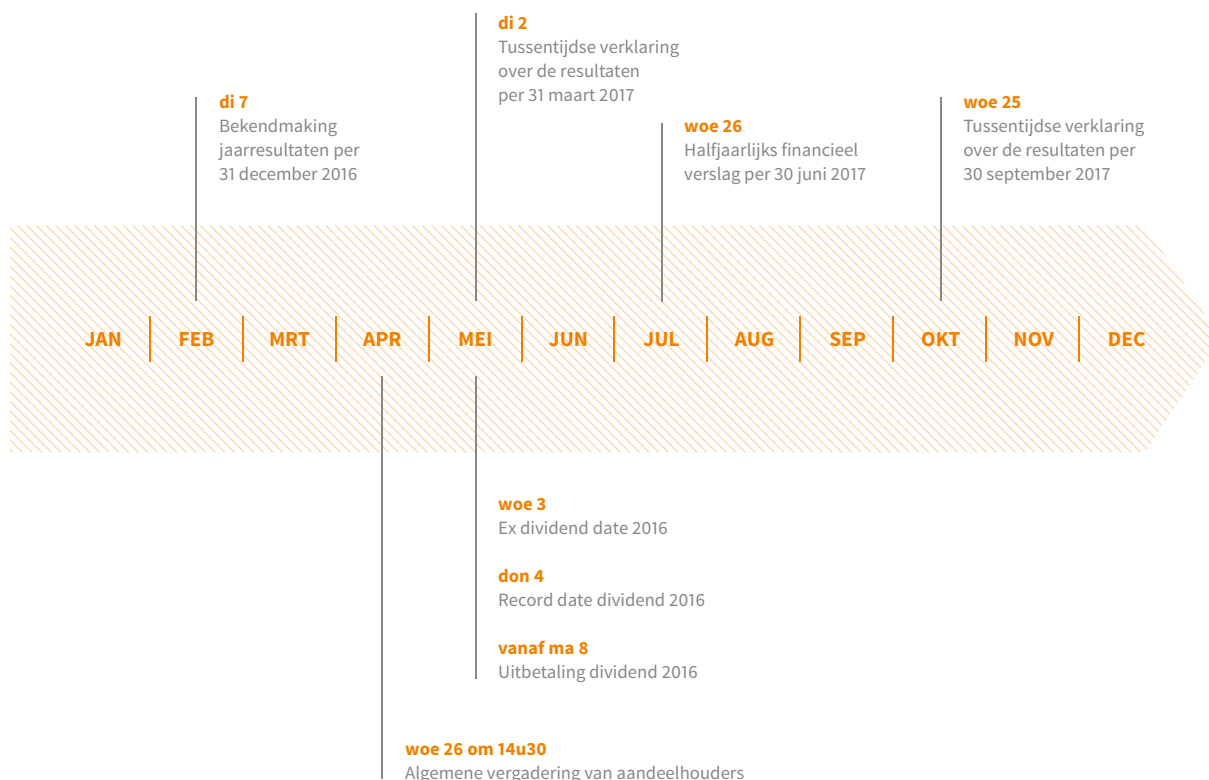 di 2
Tussentijdse verklaring
over de resultaten
per 31 maart 2017
di 7
Bekendmaking
jaarresultaten per
31 december 2016
woe 26
Halfjaarlijks financieel
verslag per 30 juni 2017
woe 25
Tussentijdse verklaring
over de resultaten per
30 september 2017
JAN FEB MRT APR MEI JUN JUL AUG SEP OKT NOV DEC
woe 3
Ex dividend date 2016
don 4
Record date dividend 2016
vanaf ma 8
Uitbetaling dividend 2016
woe 26 om 14u30
Algemene vergadering van aandeelhouders